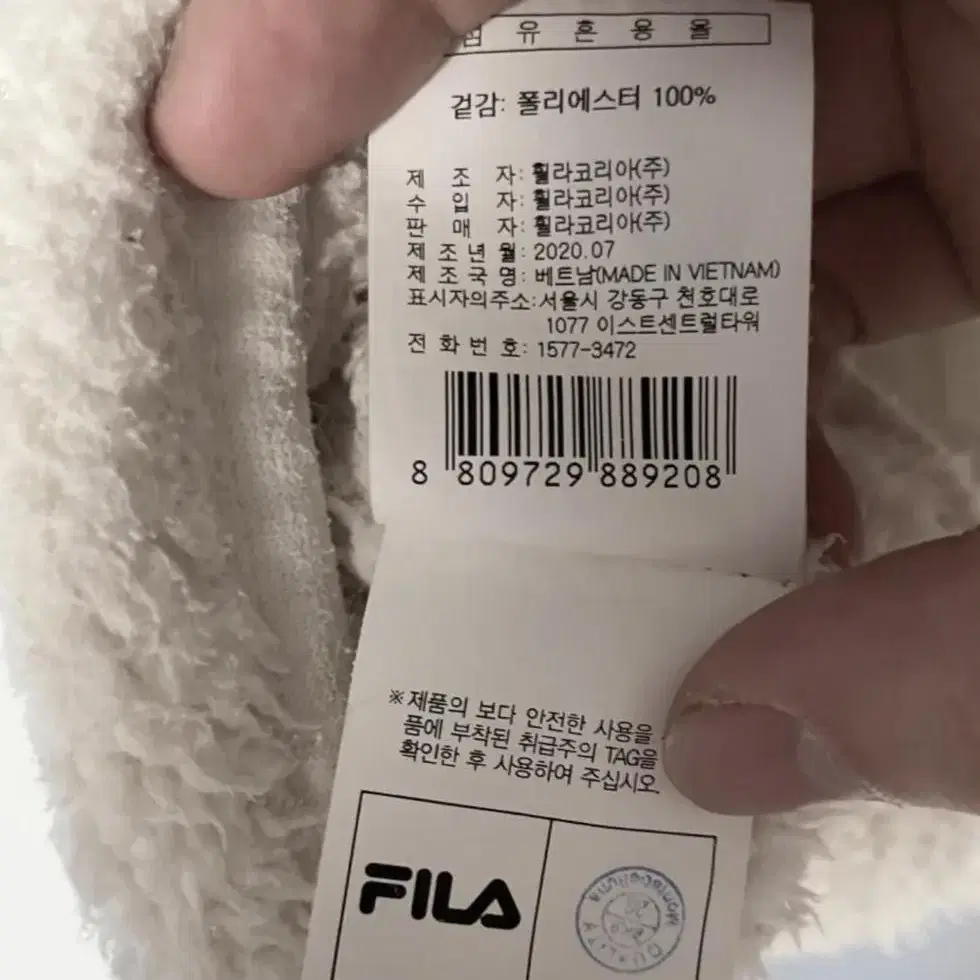 섬 유 혼 용 율
겉감: 폴리에스터 100%
제 조 자: 휠라코리아(주)
수 입 자: 휠라코리아(주)
판 매 자: 휠라코리아(주)
제 조 년 월: 2020.07
제 조 국 명: 베트남(MADE IN VIETNAM)
표시자의주소:서울시 강동구 천호대로
1077 이스트센트럴타워
전 화 번 호: 1577-3472
8 809729 889208
※제품의 보다 안전한 사용을
품에 부착된 취급주의 TAG을
확인한 후 사용하여 주십시오
FILA